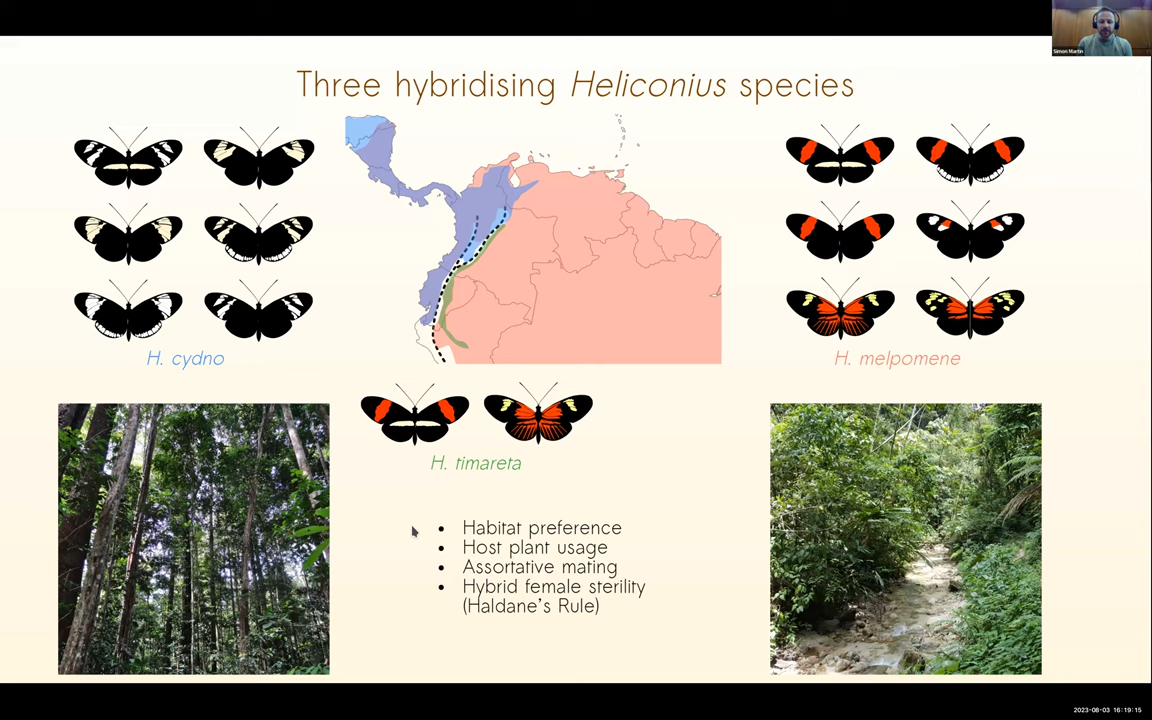 Simon Martin
Three hybridising Heliconius species
H. cydno
H. melpomene
H. timareta
• Habitat preference
• Host plant usage
• Assortative mating
• Hybrid female sterility
(Haldane's Rule)
2023-08-03 16:19:15